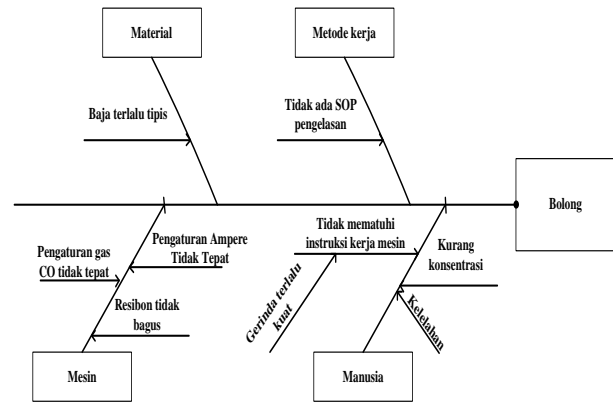 Material
Metode kerja
Baja terlalu tipis
Tidak ada SOP
pengelasan
Bolong
Pengaturan gas
CO tidak tepat
Pengaturan Ampere
Tidak Tepat
Resibon tidak
bagus
Tidak mematuhi
instruksi kerja mesin
Kurang
konsentrasi
Gerinda terlalu
kuat
Kelelahan
Mesin
Manusia